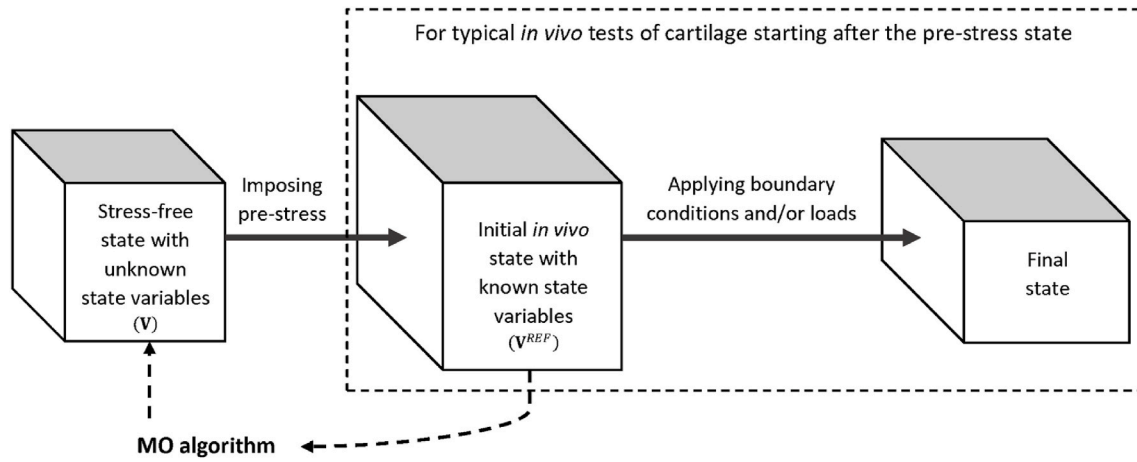 For typical in vivo tests of cartilage starting after the pre-stress state
Imposing
pre-stress
Applying boundary
conditions and/or loads
Stress-free
state with
unknown
state variables
(V)
Initial in vivo
state with
known state
variables
(V^REF)
Final
state
MO algorithm